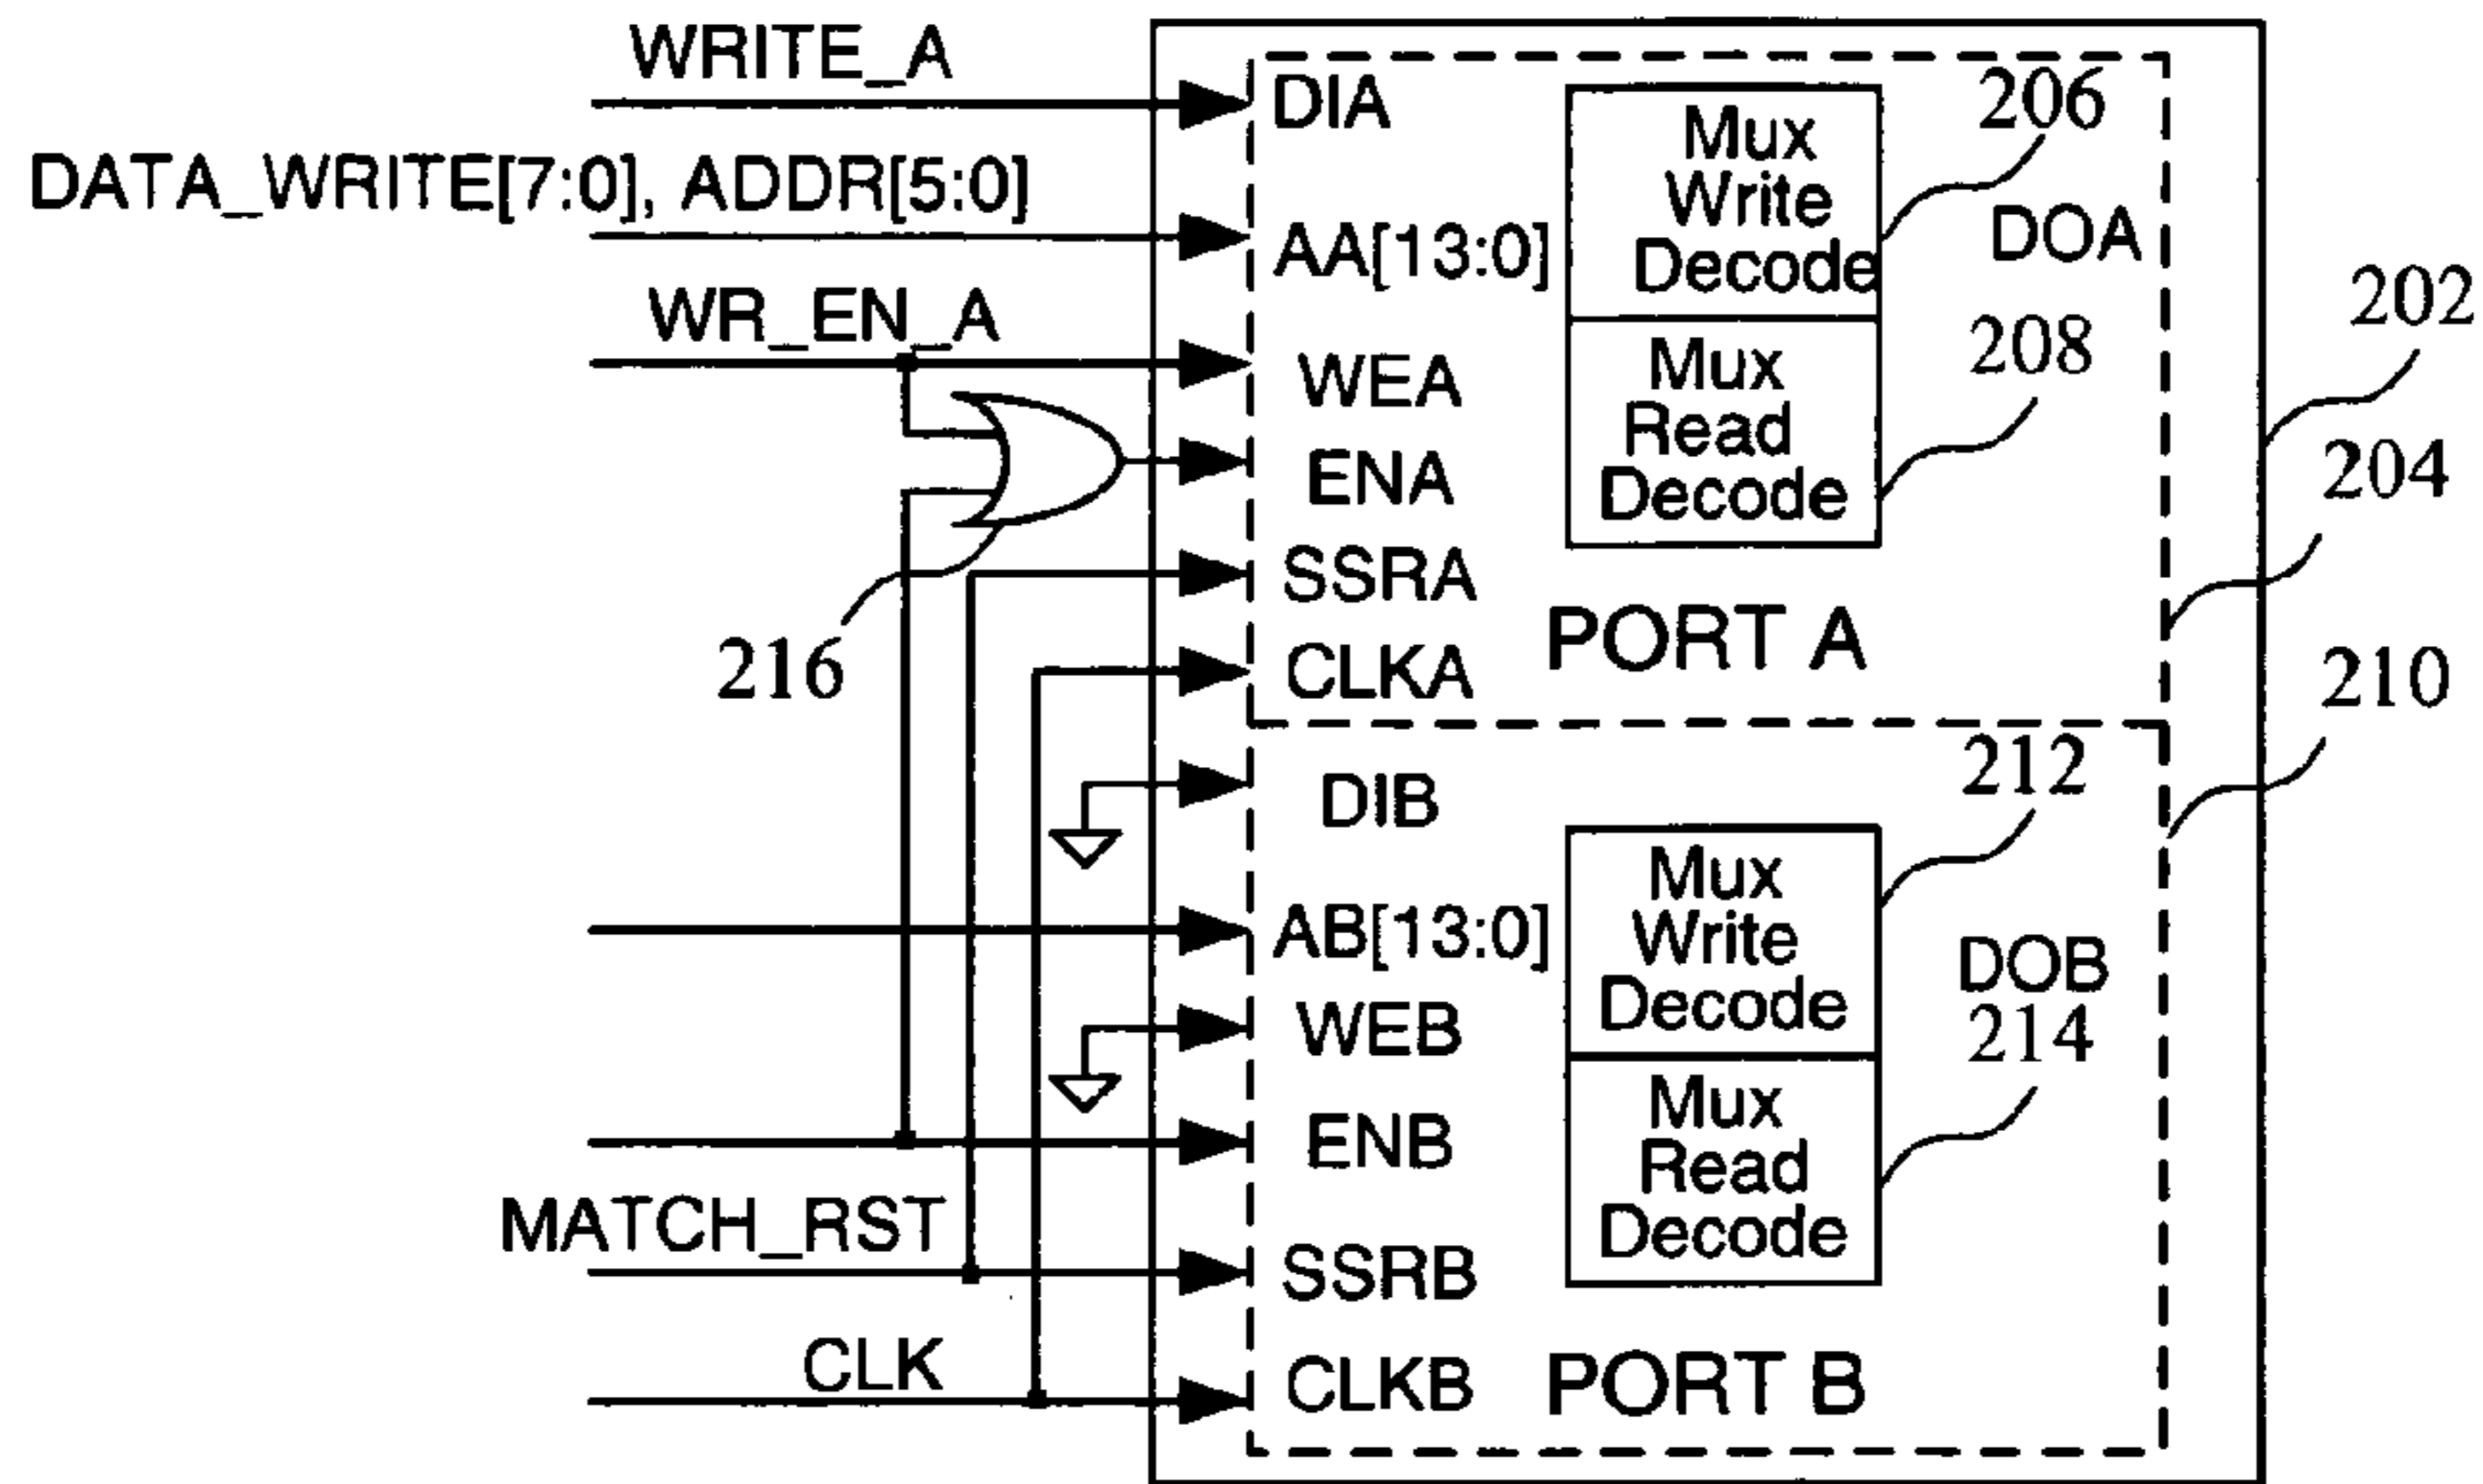 WRITE_A
DIA
Mux
Write
Decode
206
DATA_WRITE[7:0], ADDR[5:0]
AA[13:0]
DOA
202
WR_EN_A
WEA
Mux
Read
Decode
208
ENA
204
SSRA
216
CLKA
PORT A
210
DIB
212
Mux
Write
Decode
AB[13:0]
DOB
WEB
214
Mux
Read
Decode
ENB
MATCH_RST
SSRB
CLK
CLKB
PORT B